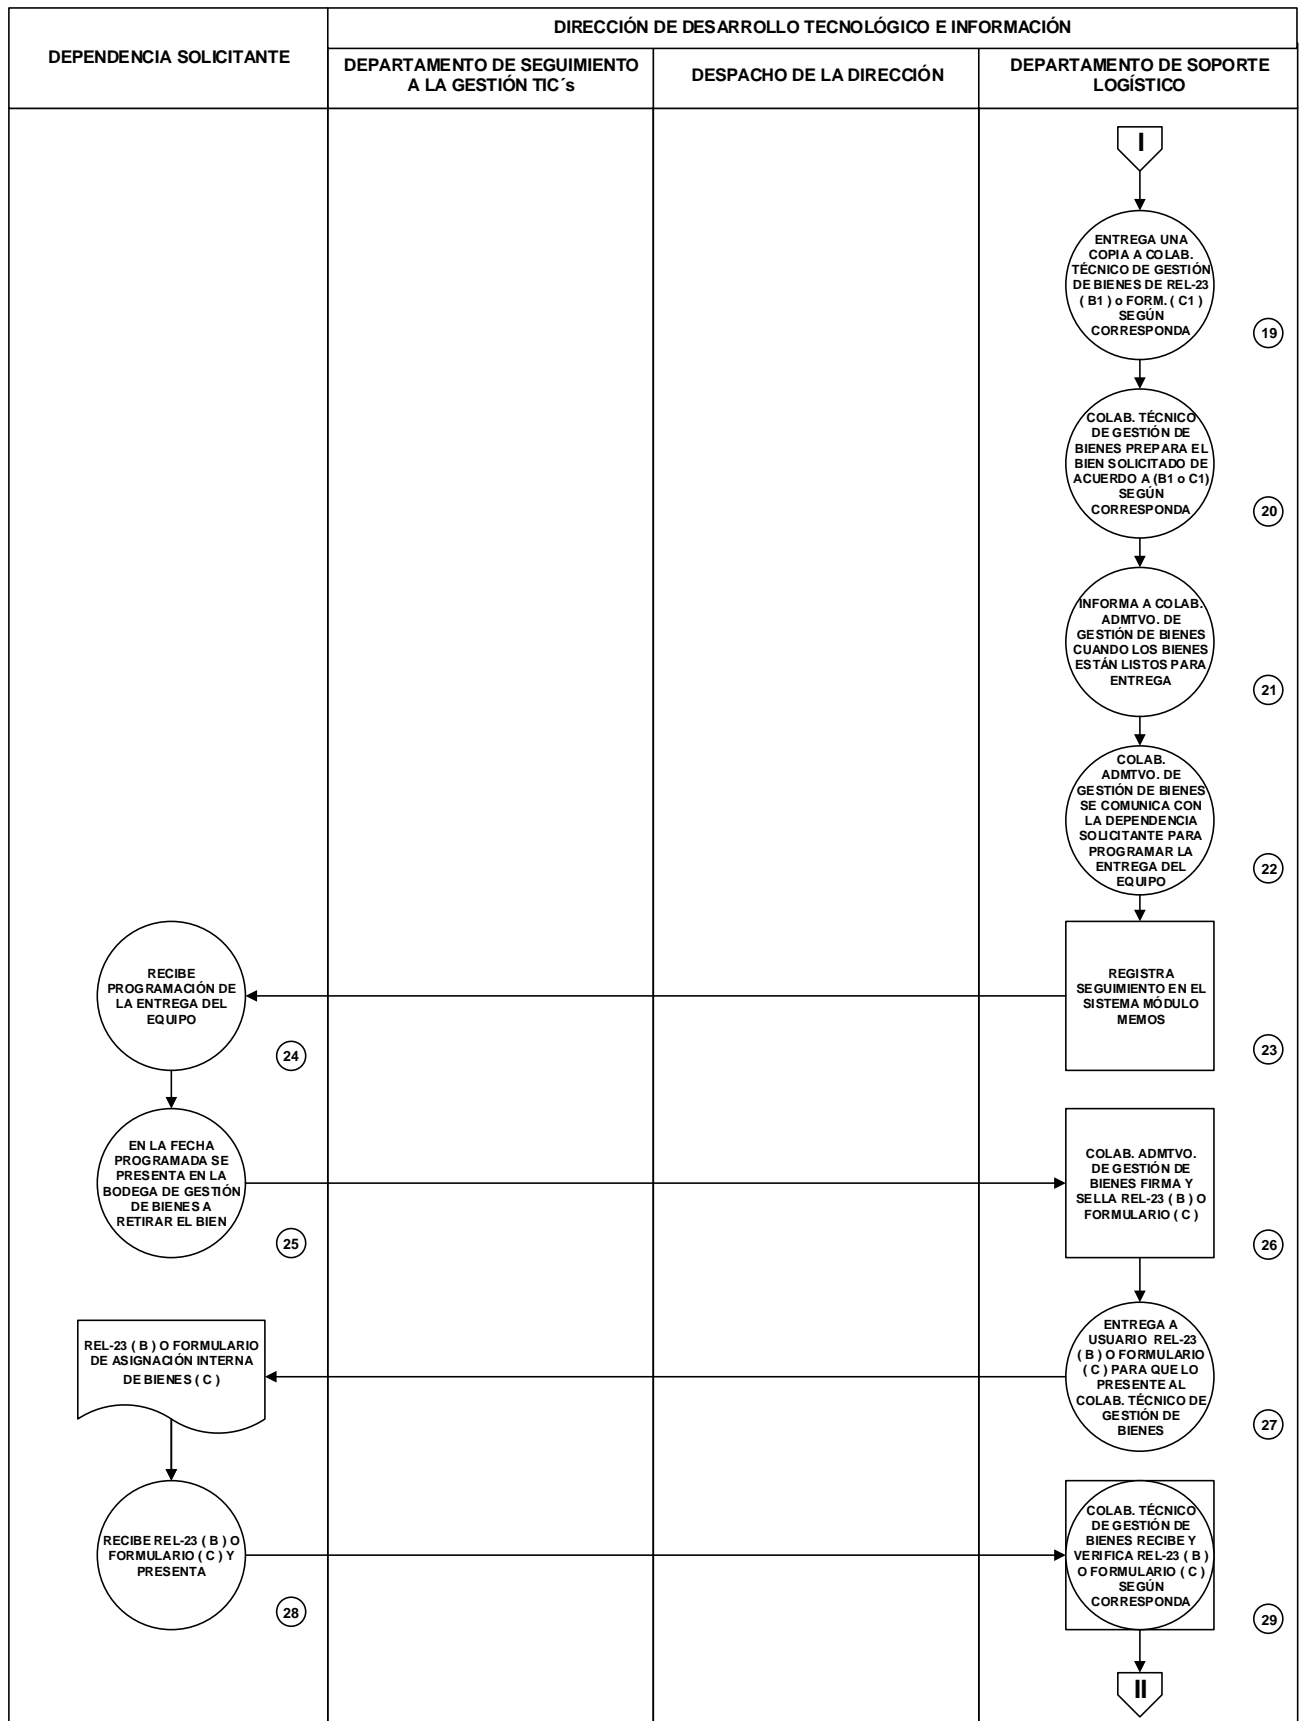 DEPENDENCIA SOLICITANTE
DIRECCIÓN DE DESARROLLO TECNOLÓGICO E INFORMACIÓN
DEPARTAMENTO DE SEGUIMIENTO
A LA GESTIÓN TIC´s
DESPACHO DE LA DIRECCIÓN
DEPARTAMENTO DE SOPORTE
LOGÍSTICO
I
ENTREGA UNA
COPIA A COLAB.
TÉCNICO DE GESTIÓN
DE BIENES DE REL-23
( B1 ) o FORM. ( C1 )
SEGÚN
CORRESPONDA
19
COLAB. TÉCNICO
DE GESTIÓN DE
BIENES PREPARA EL
BIEN SOLICITADO DE
ACUERDO A (B1 o C1)
SEGÚN
CORRESPONDA
20
INFORMA A COLAB.
ADMTVO. DE
GESTIÓN DE BIENES
CUANDO LOS BIENES
ESTÁN LISTOS PARA
ENTREGA
21
COLAB.
ADMTVO. DE
GESTIÓN DE BIENES
SE COMUNICA CON
LA DEPENDENCIA
SOLICITANTE PARA
PROGRAMAR LA
ENTREGA DEL
EQUIPO
22
REGISTRA
SEGUIMIENTO EN EL
SISTEMA MÓDULO
MEMOS
23
RECIBE
PROGRAMACIÓN DE
LA ENTREGA DEL
EQUIPO
24
EN LA FECHA
PROGRAMADA SE
PRESENTA EN LA
BODEGA DE GESTIÓN
DE BIENES A
RETIRAR EL BIEN
25
COLAB. ADMTVO.
DE GESTIÓN DE
BIENES FIRMA Y
SELLA REL-23 ( B ) O
FORMULARIO ( C )
26
ENTREGA A
USUARIO REL-23
( B ) O FORMULARIO
( C ) PARA QUE LO
PRESENTE AL
COLAB. TÉCNICO DE
GESTIÓN DE
BIENES
27
REL-23 ( B ) O FORMULARIO
DE ASIGNACIÓN INTERNA
DE BIENES ( C )
RECIBE REL-23 ( B ) O
FORMULARIO ( C ) Y
PRESENTA
28
COLAB. TÉCNICO
DE GESTIÓN DE
BIENES RECIBE Y
VERIFICA REL-23 ( B )
O FORMULARIO ( C )
SEGÚN
CORRESPONDA
29
II